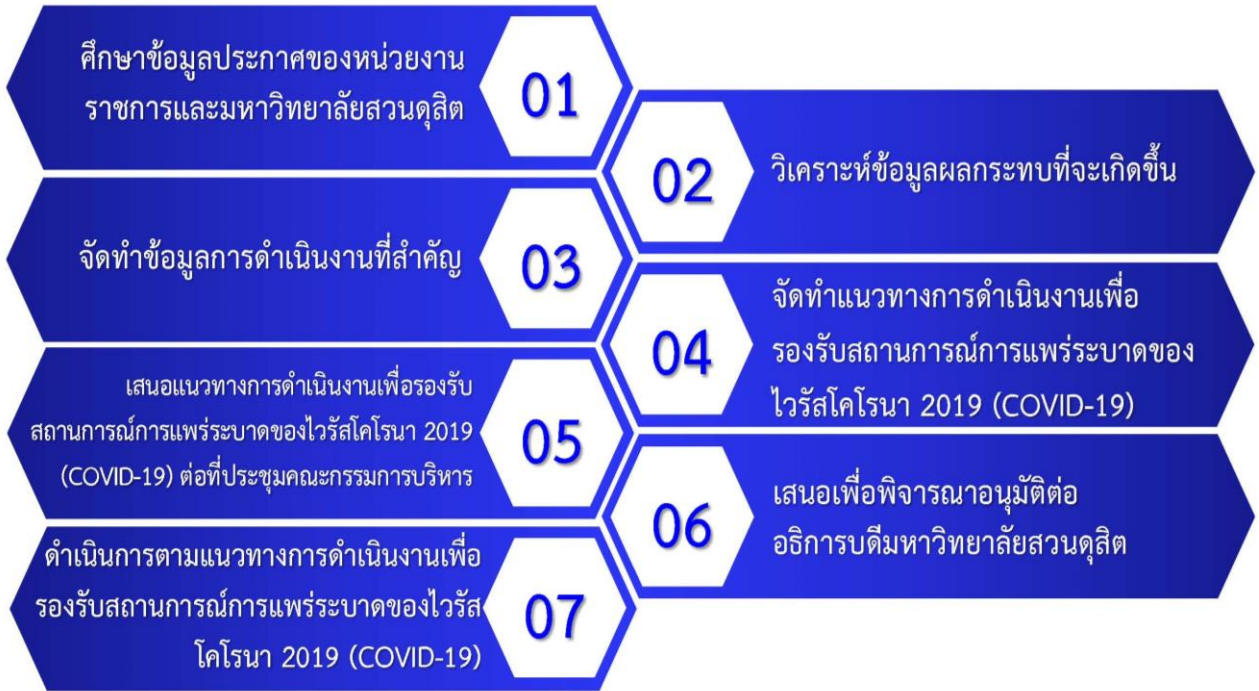 ศึกษาข้อมูลประกาศของหน่วยงาน
ราชการและมหาวิทยาลัยสวนดุสิต
01
02
วิเคราะห์ข้อมูลผลกระทบที่จะเกิดขึ้น
จัดทำข้อมูลการดำเนินงานที่สำคัญ
03
04
จัดทำแนวทางการดำเนินงานเพื่อ
รองรับสถานการณ์การแพร่ระบาดของ
ไวรัสโคโรนา 2019 (COVID-19)
เสนอแนวทางการดำเนินงานเพื่อรองรับ
สถานการณ์การแพร่ระบาดของไวรัสโคโรนา 2019
(COVID-19) ต่อที่ประชุมคณะกรรมการบริหาร
05
06
เสนอเพื่อพิจารณาอนุมัติต่อ
อธิการบดีมหาวิทยาลัยสวนดุสิต
ดำเนินการตามแนวทางการดำเนินงานเพื่อ
รองรับสถานการณ์การแพร่ระบาดของไวรัส
โคโรนา 2019 (COVID-19)
07